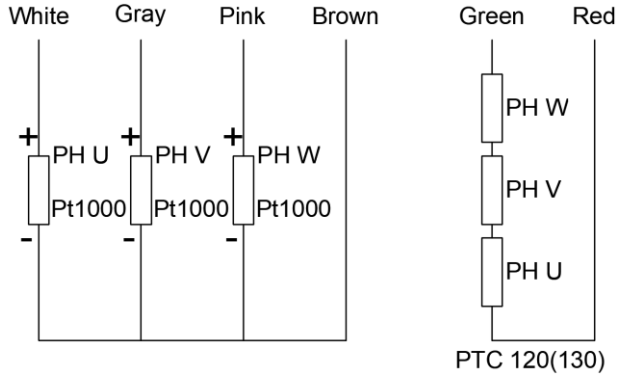 White Gray Pink Brown Green Red
PH W
+ PH U + PH V + PH W
PH V
Pt1000 Pt1000 Pt1000
- - -
PH U
PTC 120(130)